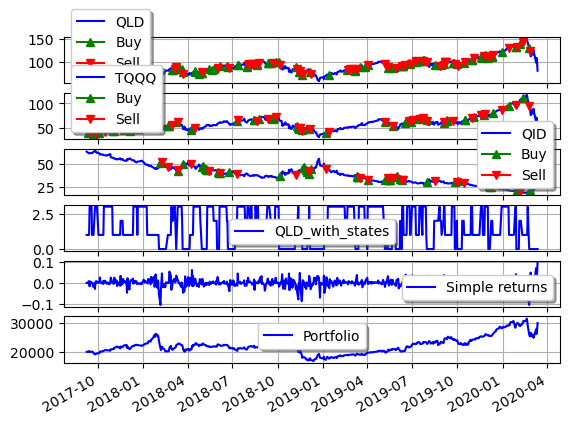 QLD
Buy
Sell
150
100
TQQQ
Buy
Sell
100
50
QID
Buy
Sell
50
25
QLD_with_states
2.5
0.0
Simple returns
0.1
0.0
−0.1
Portfolio
30000
20000
2017-10
2018-01
2018-04
2018-07
2018-10
2019-01
2019-04
2019-07
2019-10
2020-01
2020-04